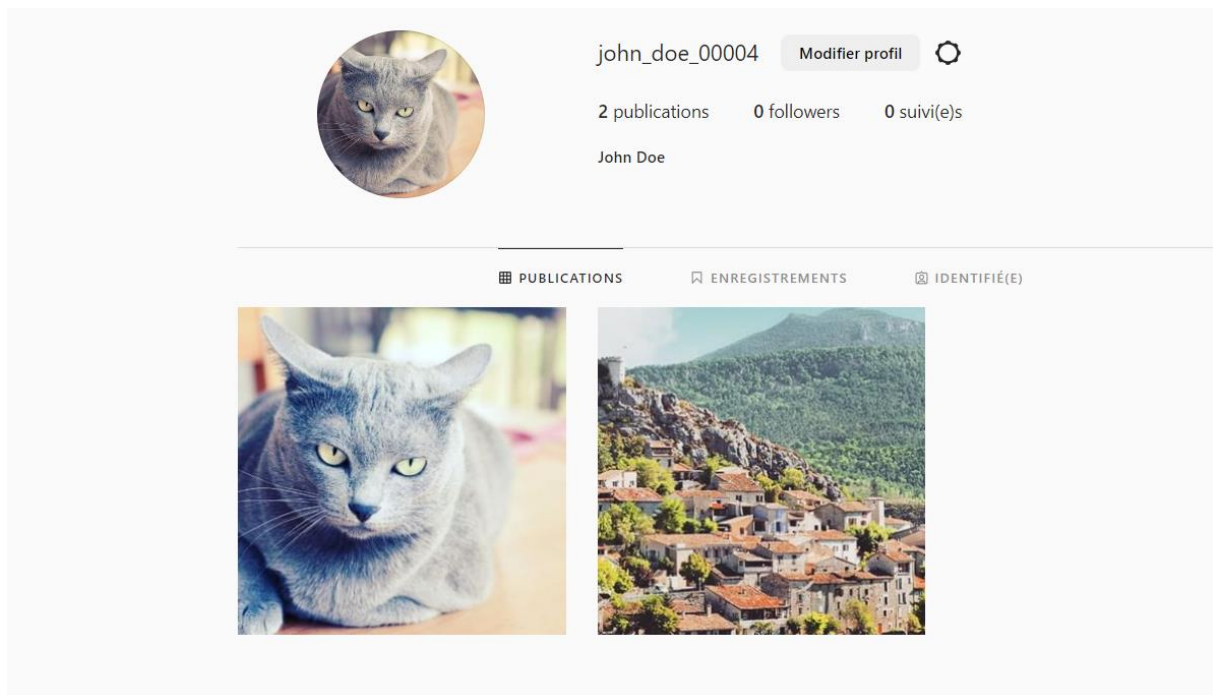 john_doe_00004 Modifier profil
2 publications 0 followers 0 suivi(e)s
John Doe
PUBLICATIONS ENREGISTREMENTS IDENTIFIÉ(E)